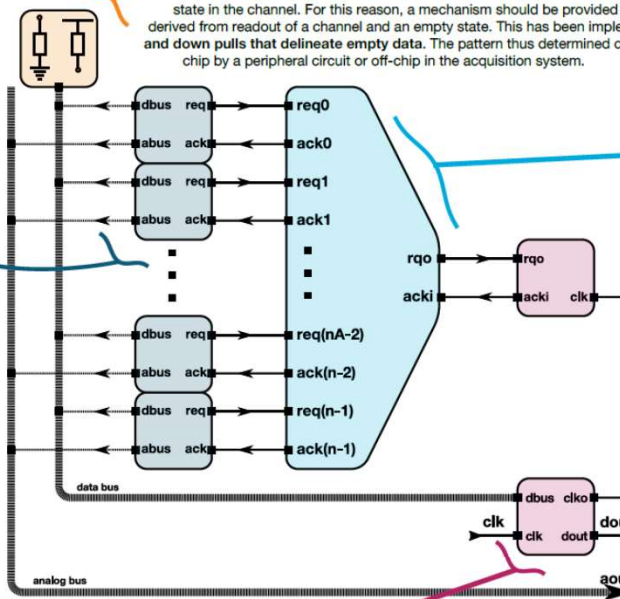 state in the channel. For this reason, a mechanism should be provided
derived from readout of a channel and an empty state. This has been
and down pulls that delineate empty data. The pattern thus determined
chip by a peripheral circuit or off-chip in the acquisition system.
dbus req req0
abus ack ack0
dbus req req1
abus ack ack1
rqo rqo
acki acki clk
dbus req req(nA-2)
abus ack ack(n-2)
dbus req req(n-1)
abus ack ack(n-1)
data bus
dbus clko
clk clk dout
analog bus